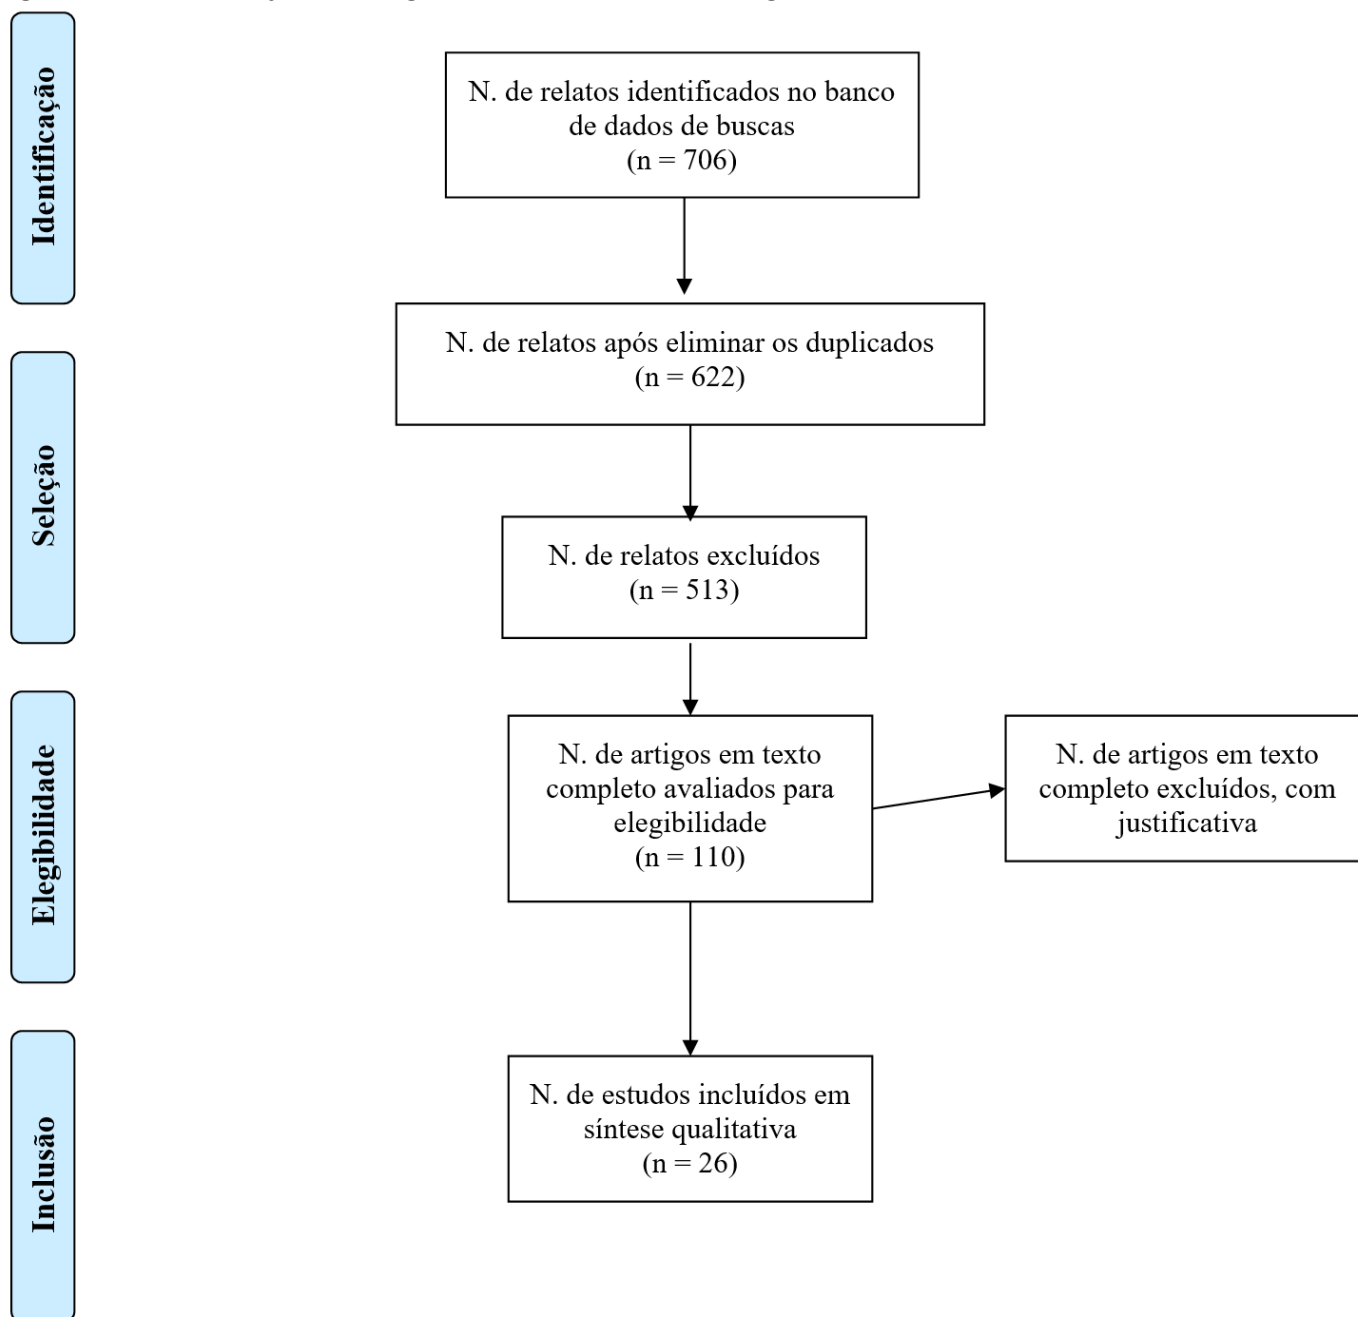 Identificação
N. de relatos identificados no banco
de dados de buscas
(n = 706)
N. de relatos após eliminar os duplicados
(n = 622)
Seleção
N. de relatos excluídos
(n = 513)
Elegibilidade
N. de artigos em texto
completo avaliados para
elegibilidade
(n = 110)
N. de artigos em texto
completo excluídos, com
justificativa
Inclusão
N. de estudos incluídos em
síntese qualitativa
(n = 26)